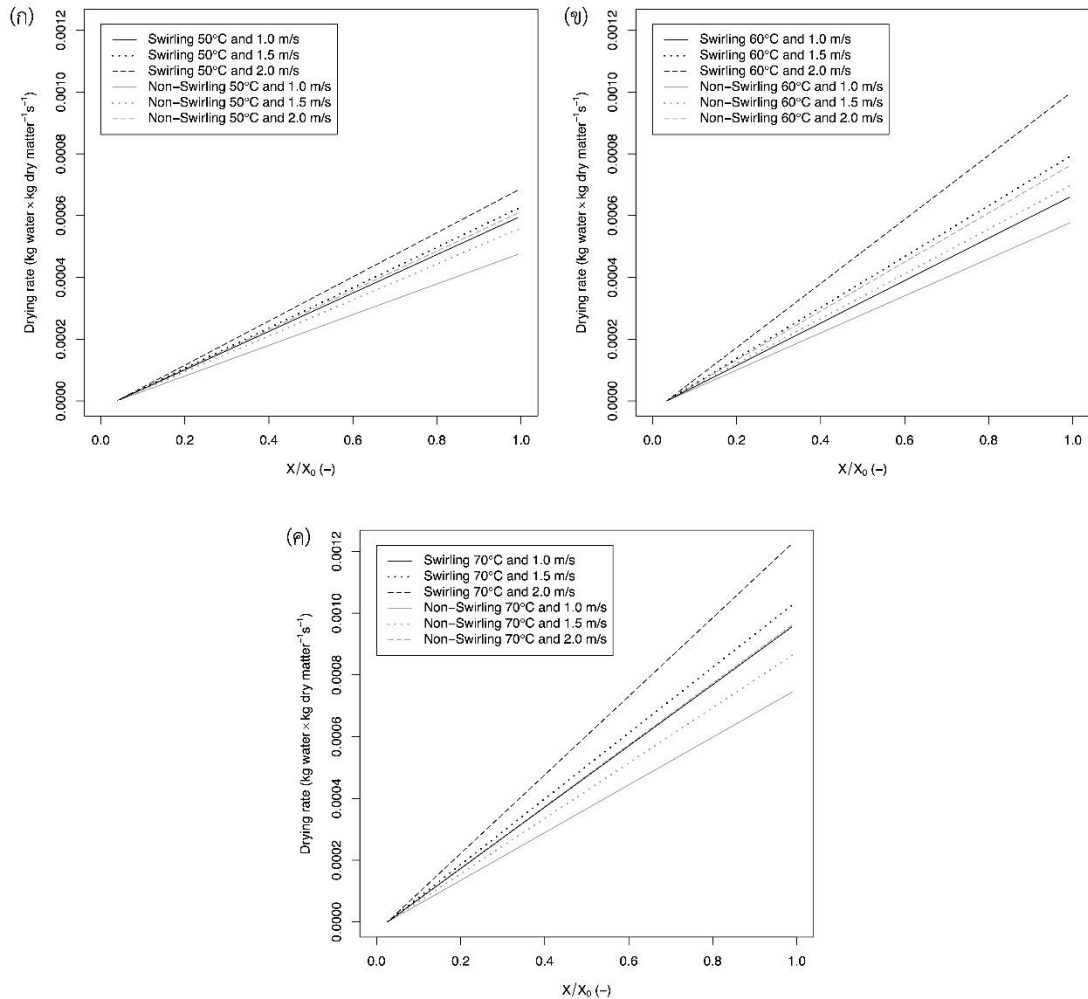 (ก)
Drying rate (kg water × kg dry matter⁻¹s⁻¹)
0.0012
0.0010
0.0008
0.0006
0.0004
0.0002
0.0000
Swirling 50°C and 1.0 m/s
Swirling 50°C and 1.5 m/s
Swirling 50°C and 2.0 m/s
Non−Swirling 50°C and 1.0 m/s
Non−Swirling 50°C and 1.5 m/s
Non−Swirling 50°C and 2.0 m/s
0.0 0.2 0.4 0.6 0.8 1.0
X/X₀ (−)
(ข)
Drying rate (kg water × kg dry matter⁻¹s⁻¹)
0.0012
0.0010
0.0008
0.0006
0.0004
0.0002
0.0000
Swirling 60°C and 1.0 m/s
Swirling 60°C and 1.5 m/s
Swirling 60°C and 2.0 m/s
Non−Swirling 60°C and 1.0 m/s
Non−Swirling 60°C and 1.5 m/s
Non−Swirling 60°C and 2.0 m/s
0.0 0.2 0.4 0.6 0.8 1.0
X/X₀ (−)
(ค)
Drying rate (kg water × kg dry matter⁻¹s⁻¹)
0.0012
0.0010
0.0008
0.0006
0.0004
0.0002
0.0000
Swirling 70°C and 1.0 m/s
Swirling 70°C and 1.5 m/s
Swirling 70°C and 2.0 m/s
Non−Swirling 70°C and 1.0 m/s
Non−Swirling 70°C and 1.5 m/s
Non−Swirling 70°C and 2.0 m/s
0.0 0.2 0.4 0.6 0.8 1.0
X/X₀ (−)